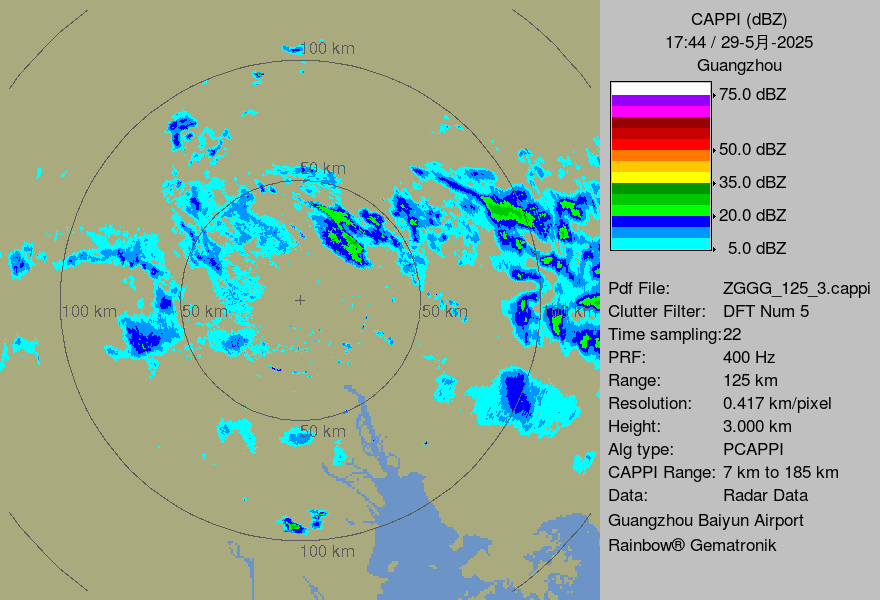 100 km
50 km
100 km
50 km
50 km
100 km
50 km
100 km
CAPPI (dBZ)
17:44 / 29-5月-2025
Guangzhou
75.0 dBZ
50.0 dBZ
35.0 dBZ
20.0 dBZ
5.0 dBZ
Pdf File: ZGGG_125_3.cappi
Clutter Filter: DFT Num 5
Time sampling:22
PRF: 400 Hz
Range: 125 km
Resolution: 0.417 km/pixel
Height: 3.000 km
Alg type: PCAPPI
CAPPI Range: 7 km to 185 km
Data: Radar Data
Guangzhou Baiyun Airport
Rainbow® Gematronik